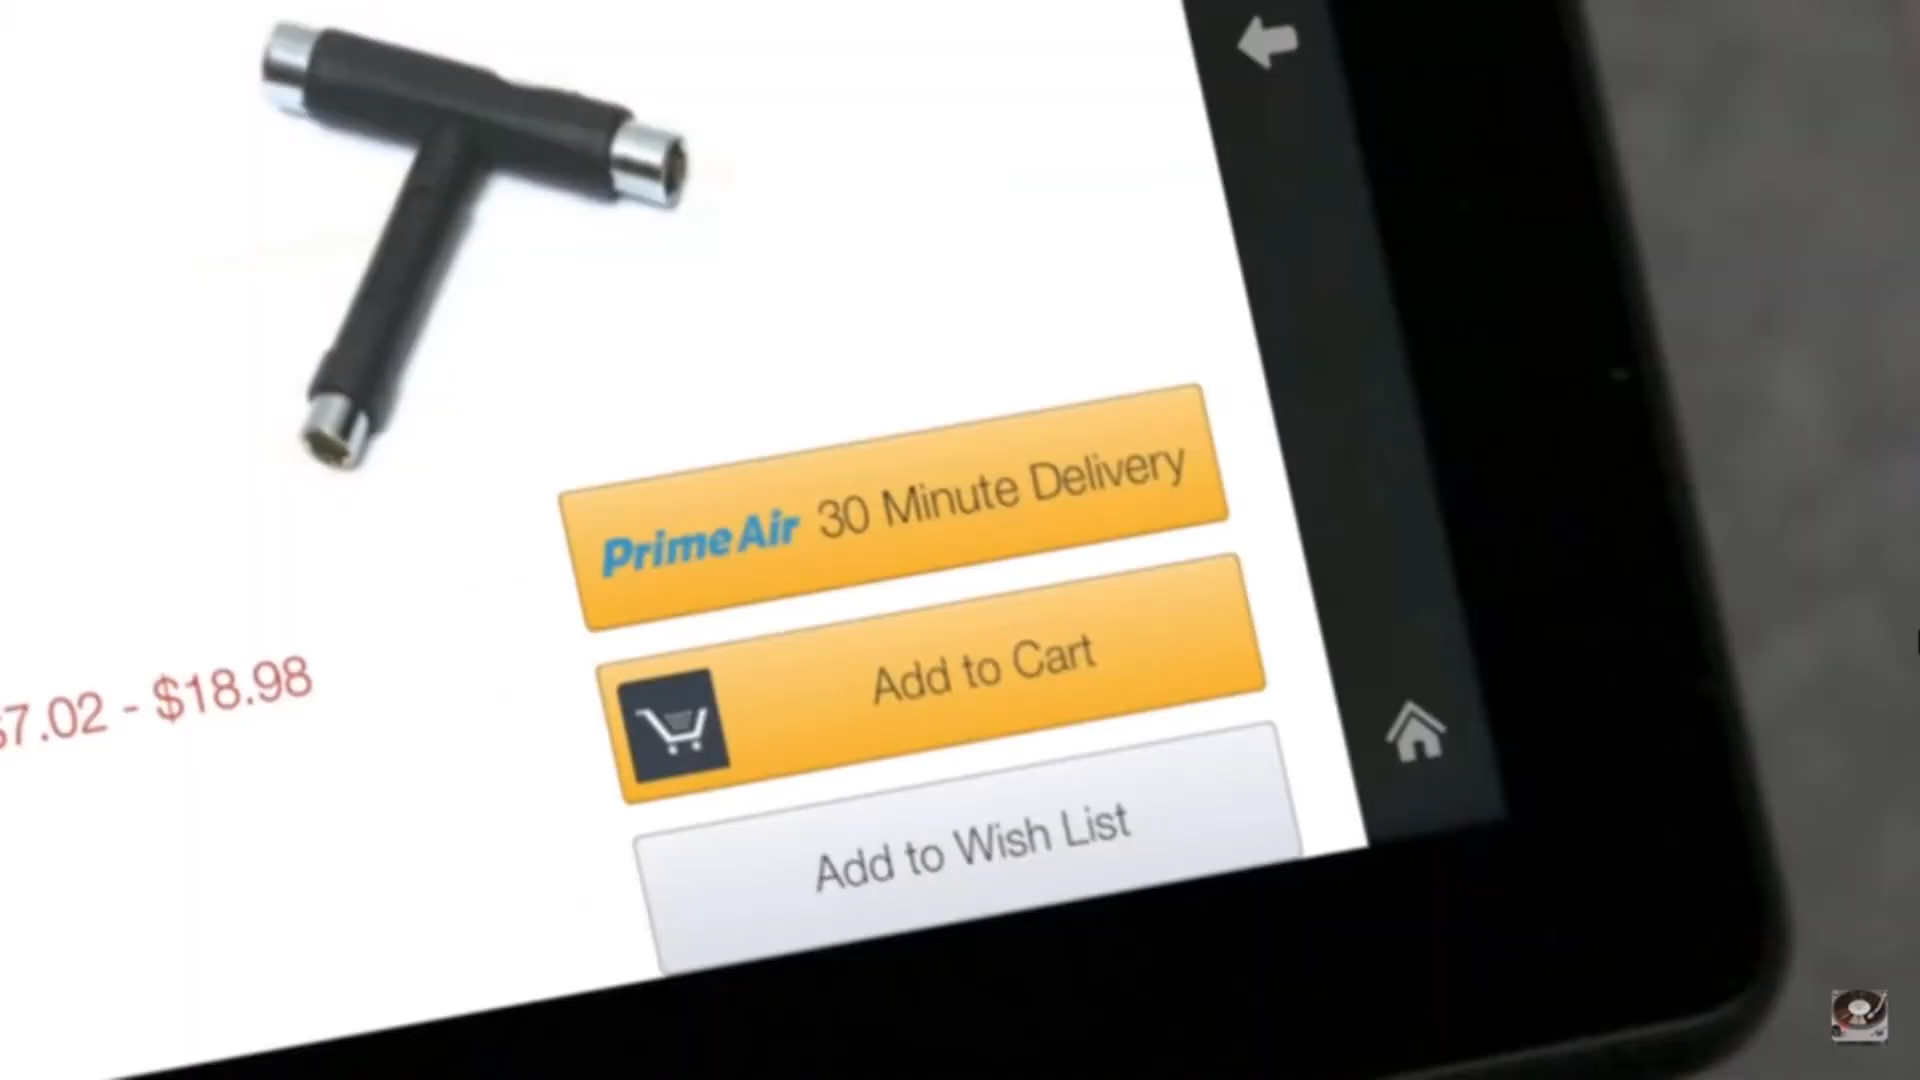 Prime Air 30 Minute Delivery
Add to Cart
$7.02 - $18.98
Add to Wish List